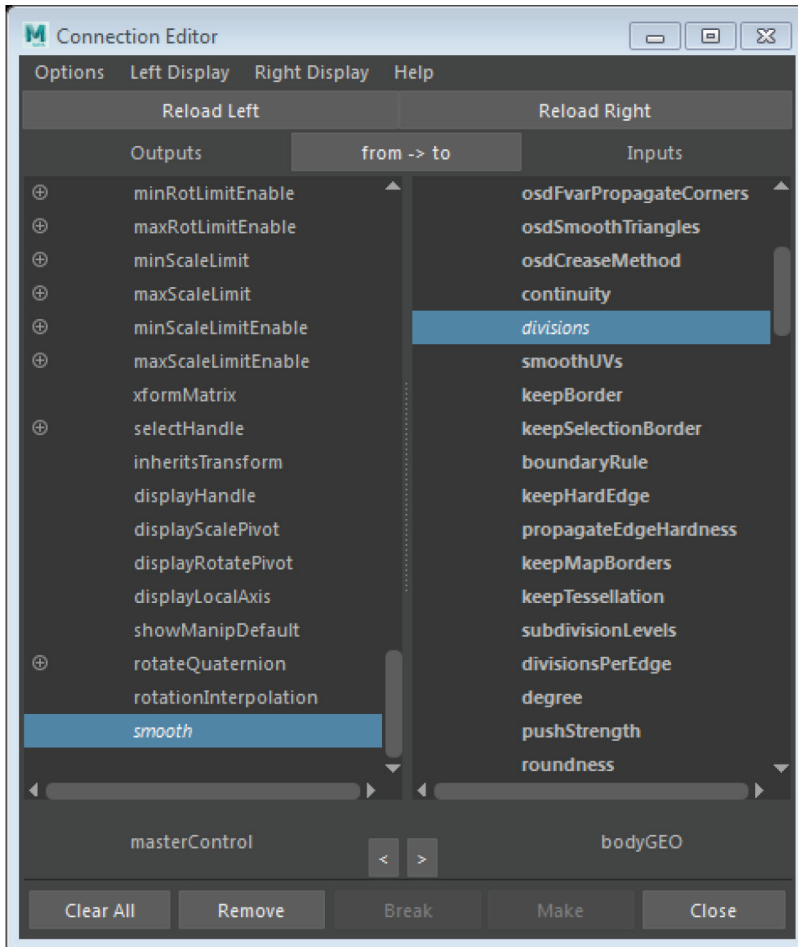 Connection Editor
Options Left Display Right Display Help
Reload Left Reload Right
Outputs from -> to Inputs
minRotLimitEnable osdFvarPropagateCorners
maxRotLimitEnable osdSmoothTriangles
minScaleLimit osdCreaseMethod
maxScaleLimit continuity
minScaleLimitEnable divisions
maxScaleLimitEnable smoothUVs
xformMatrix keepBorder
selectHandle keepSelectionBorder
inheritsTransform boundaryRule
displayHandle keepHardEdge
displayScalePivot propagateEdgeHardness
displayRotatePivot keepMapBorders
displayLocalAxis keepTessellation
showManipDefault subdivisionLevels
rotateQuaternion divisionsPerEdge
rotationInterpolation degree
smooth pushStrength
roundness
masterControl < > bodyGEO
Clear All Remove Break Make Close